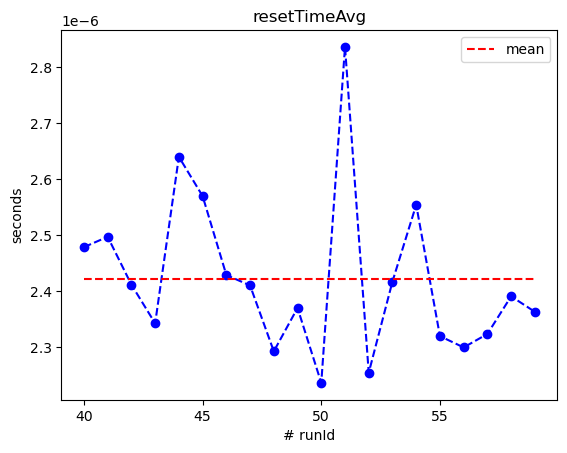 resetTimeAvg
1e−6
mean
2.8
2.7
2.6
2.5
2.4
2.3
seconds
40 45 50 55
# runId